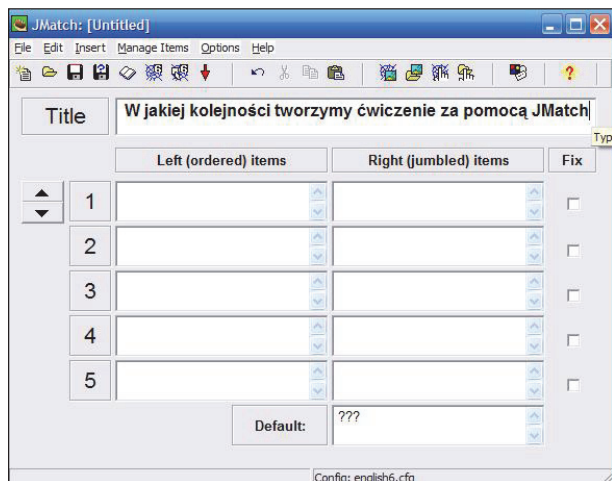 JMatch: [Untitled]
File Edit Insert Manage Items Options Help
Title W jakiej kolejności tworzymy ćwiczenie za pomocą JMatch
Typ
Left (ordered) items Right (jumbled) items Fix
1
2
3
4
5
Default: ???
Config: english6.cfg